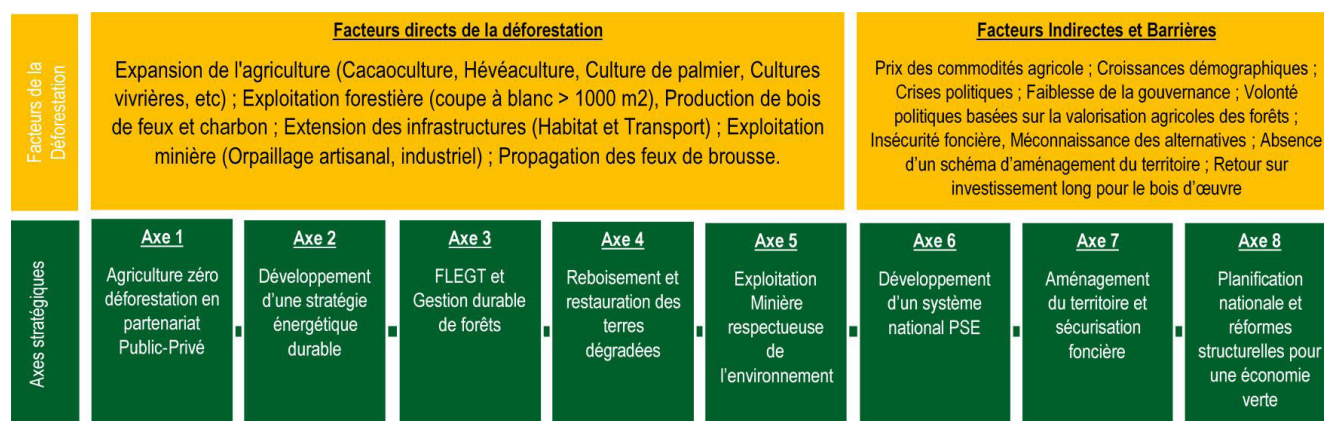 Facteurs de la
Déforestation
Facteurs directs de la déforestation
Expansion de l'agriculture (Cacaoculture, Hévéaculture, Culture de palmier, Cultures
vivrières, etc) ; Exploitation forestière (coupe à blanc > 1000 m2), Production de bois
de feux et charbon ; Extension des infrastructures (Habitat et Transport) ; Exploitation
minière (Orpaillage artisanal, industriel) ; Propagation des feux de brousse.
Facteurs Indirectes et Barrières
Prix des commodités agricole ; Croissances démographiques ;
Crises politiques ; Faiblesse de la gouvernance ; Volonté
politiques basées sur la valorisation agricoles des forêts ;
Insécurité foncière, Méconnaissance des alternatives ; Absence
d'un schéma d'aménagement du territoire ; Retour sur
investissement long pour le bois d'œuvre
Axes stratégiques
Axe 1
Agriculture zéro
déforestation en
partenariat
Public-Privé
Axe 2
Développement
d'une stratégie
énergétique
durable
Axe 3
FLEGT et
Gestion durable
de forêts
Axe 4
Reboisement et
restauration des
terres
dégradées
Axe 5
Exploitation
Minière
respectueuse
de
l'environnement
Axe 6
Développement
d'un système
national PSE
Axe 7
Aménagement
du territoire et
sécurisation
foncière
Axe 8
Planification
nationale et
réformes
structurelles pour
une économie
verte